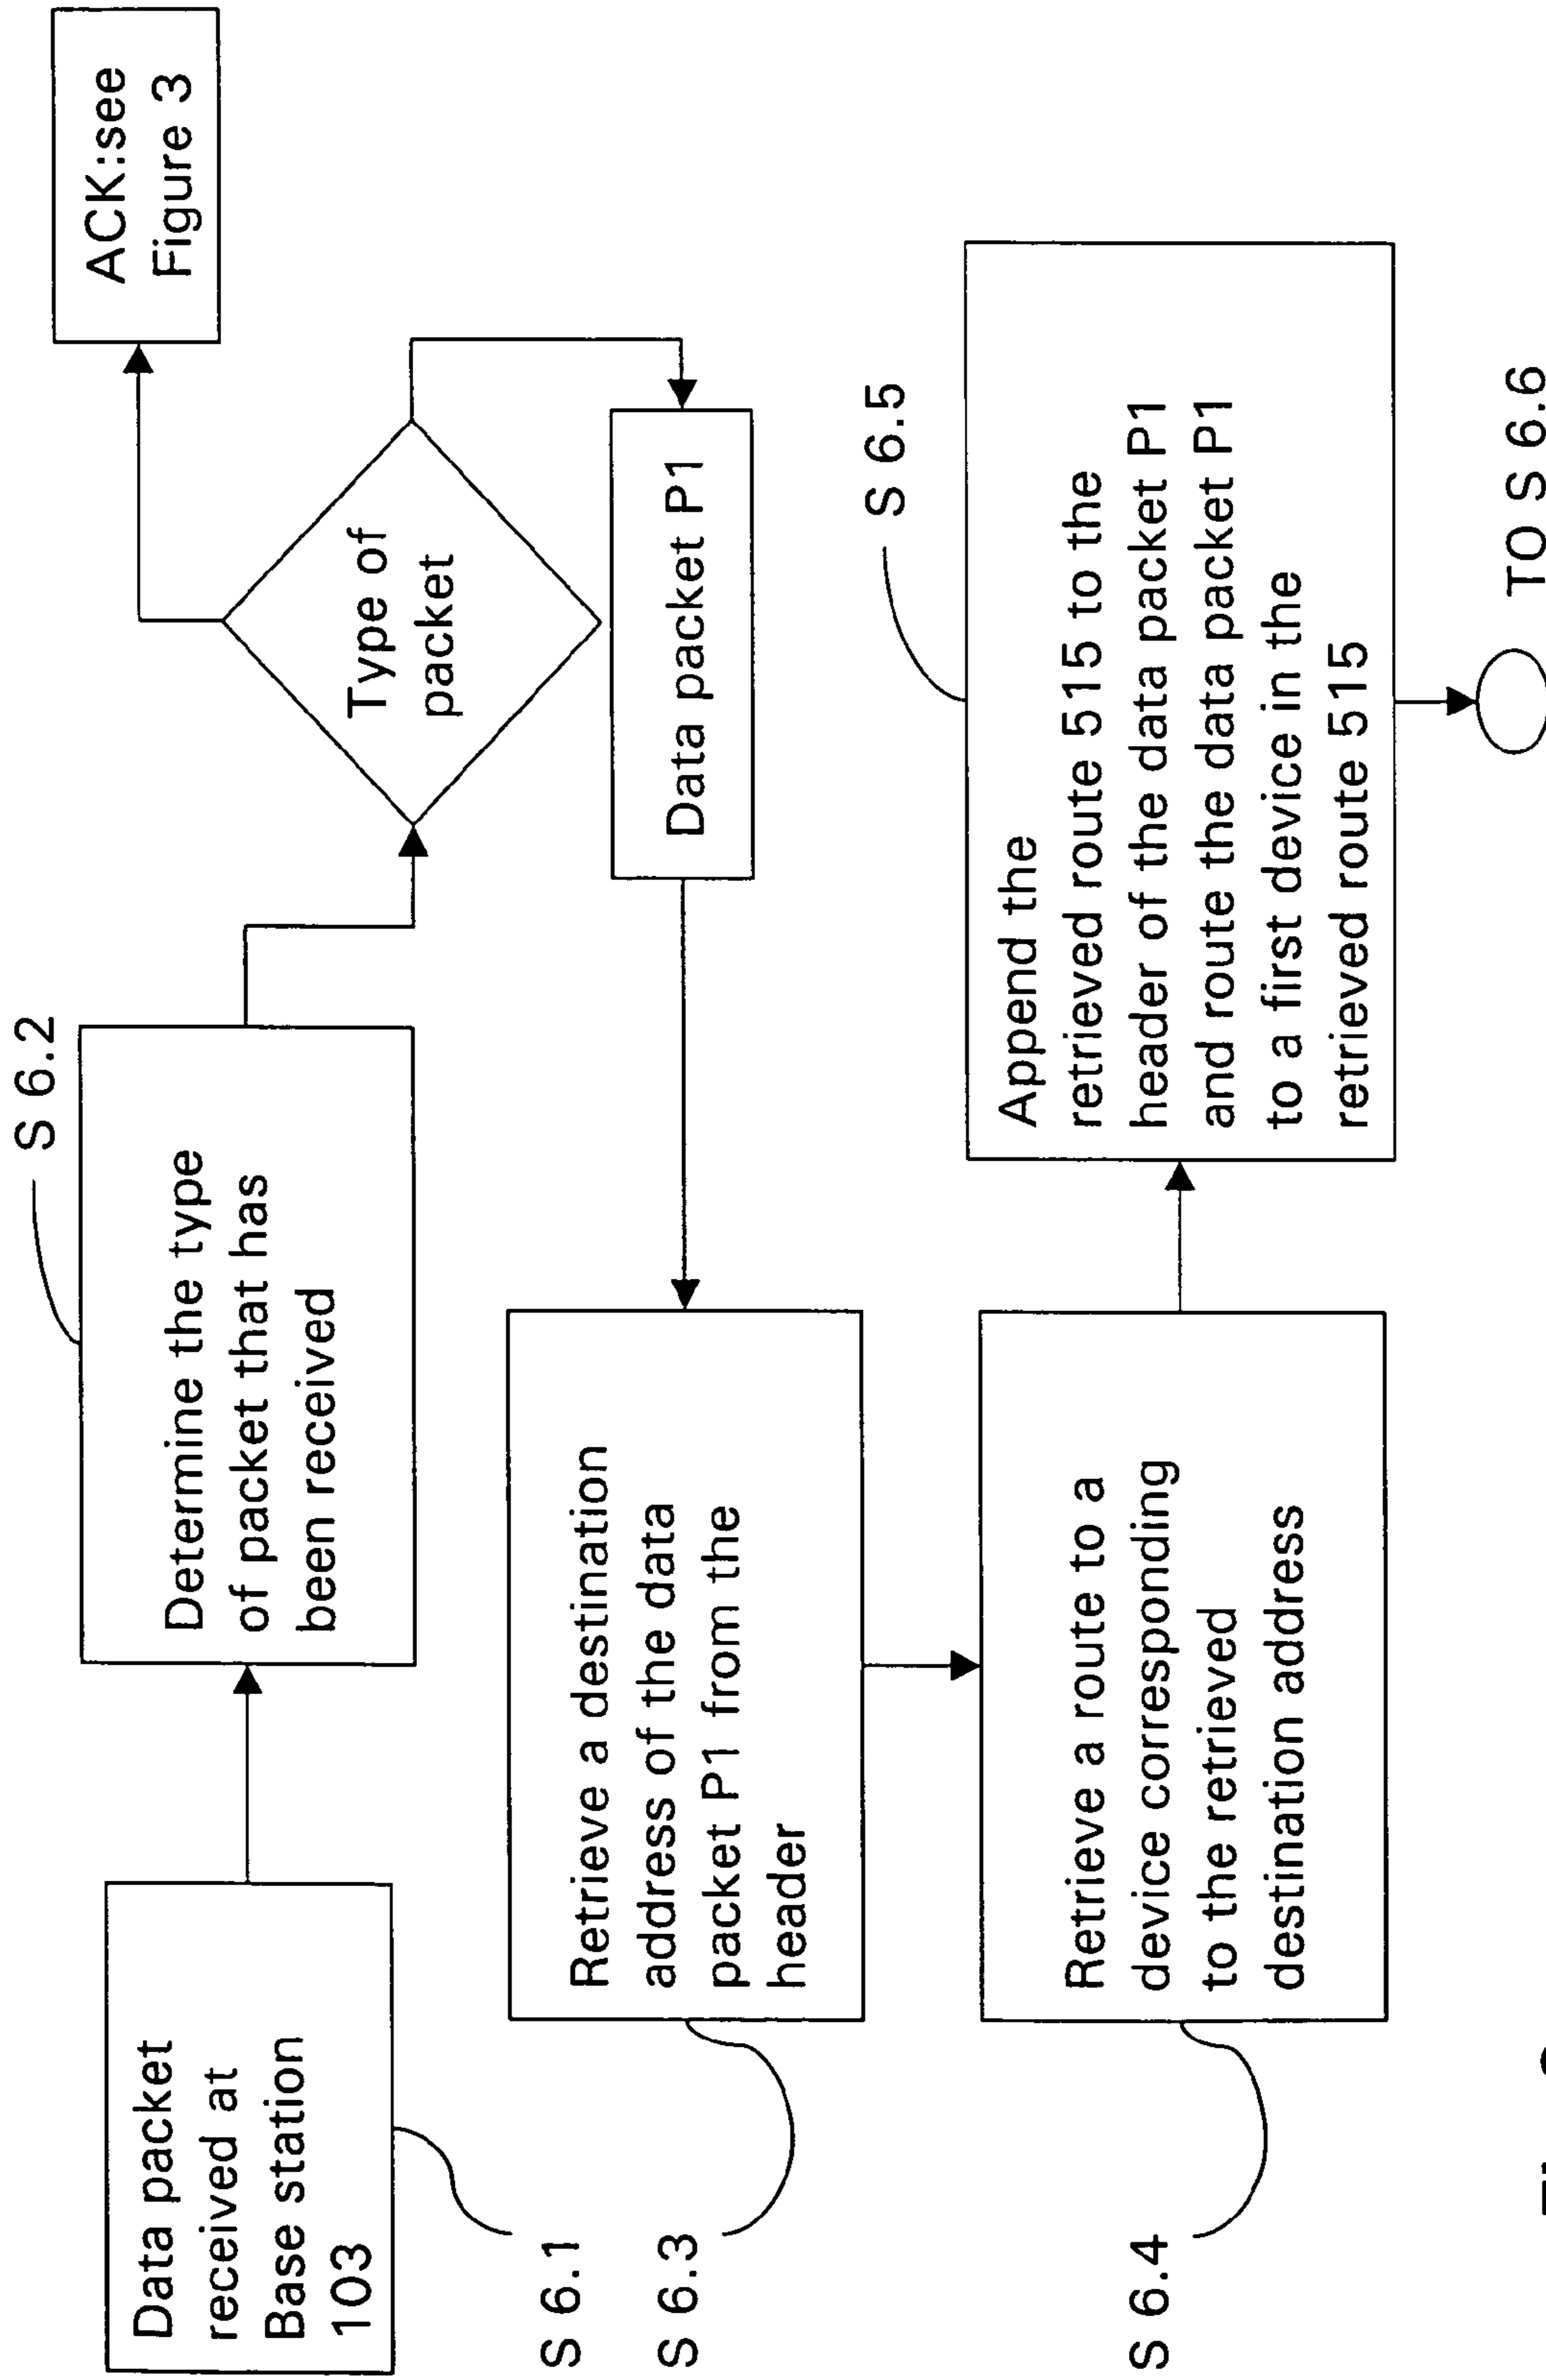 Data packet
received at
Base station
103
S 6.1
S 6.2
Determine the type
of packet that has
been received
Type of
packet
ACK:see
Figure 3
Data packet P1
S 6.3
Retrieve a destination
address of the data
packet P1 from the
header
S 6.4
Retrieve a route to a
device corresponding
to the retrieved
destination address
S 6.5
Append the
retrieved route 515 to the
header of the data packet P1
and route the data packet P1
to a first device in the
retrieved route 515
TO S 6.6